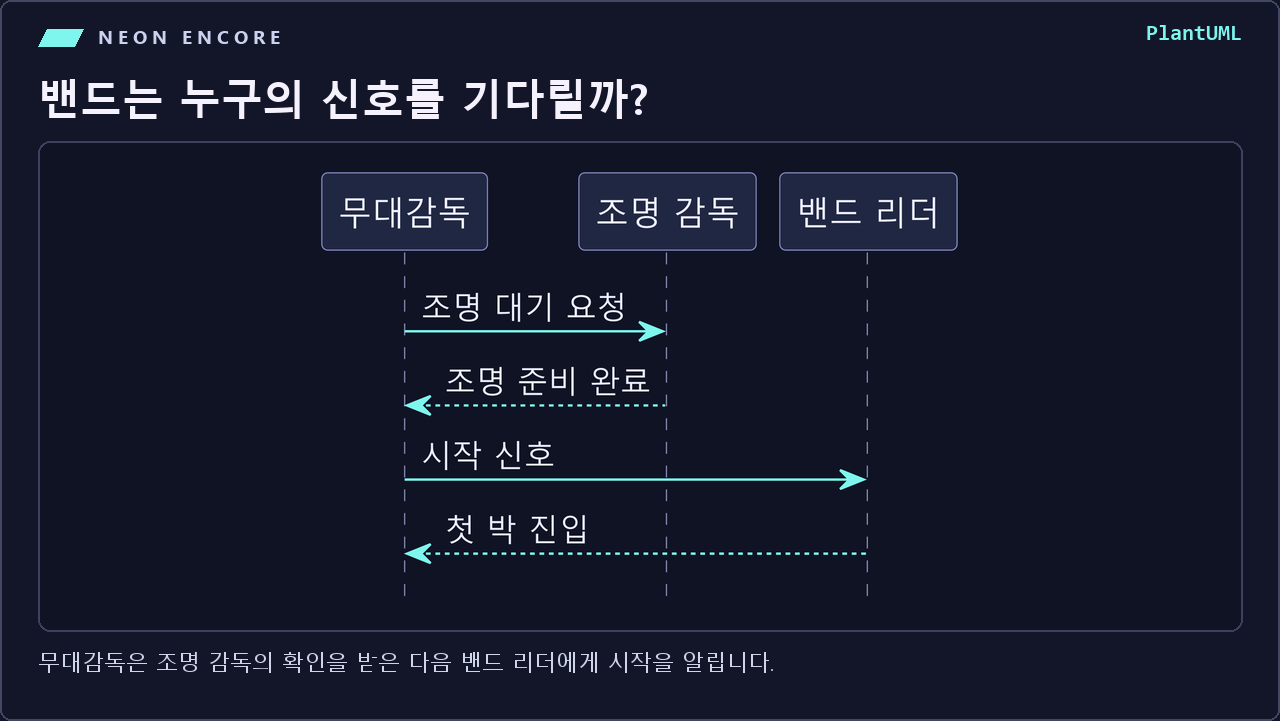 NEON ENCORE
PlantUML
밴드는 누구의 신호를 기다릴까?
무대감독
조명 감독
밴드 리더
조명 대기 요청
조명 준비 완료
시작 신호
첫 박 진입
무대감독은 조명 감독의 확인을 받은 다음 밴드 리더에게 시작을 알립니다.